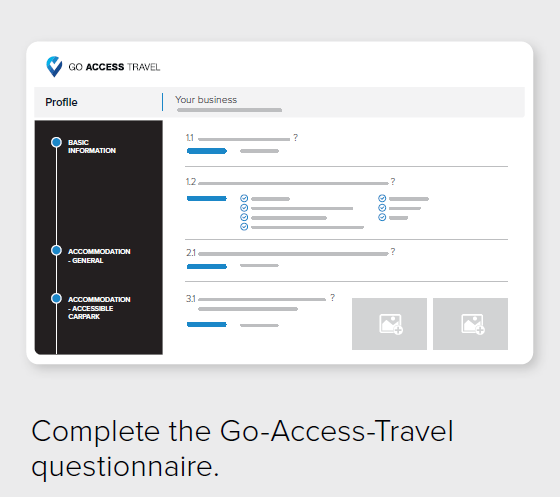 GO ACCESS TRAVEL
Profile
Your business
BASIC
INFORMATION
1.1 ?
1.2 ?
ACCOMMODATION
- GENERAL
2.1 ?
ACCOMMODATION
- ACCESSIBLE
CARPARK
3.1 ?
Complete the Go-Access-Travel
questionnaire.